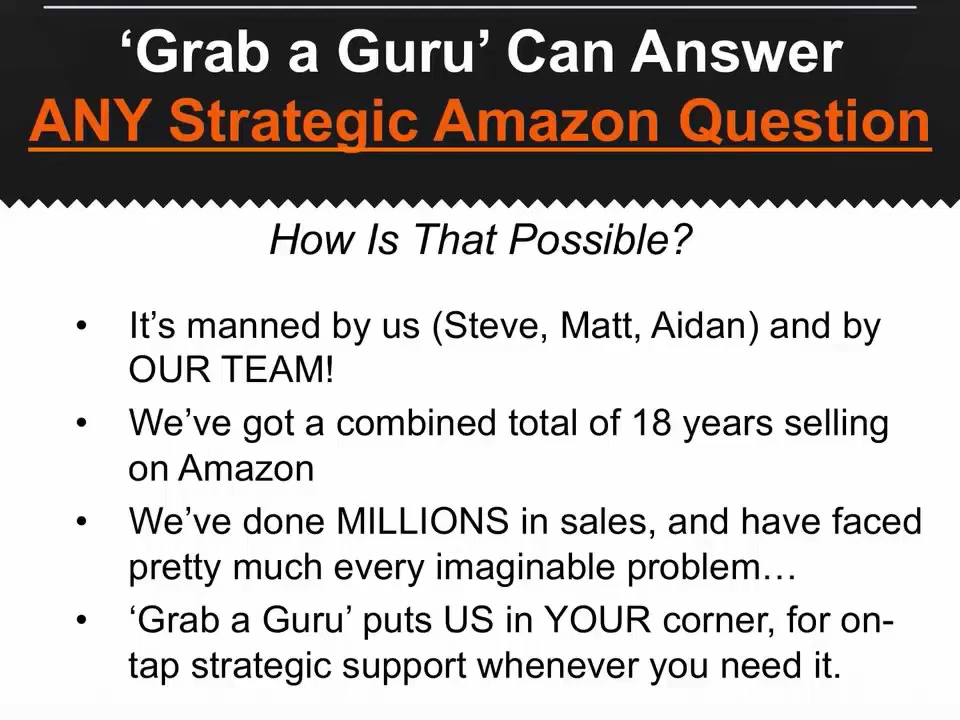 ‘Grab a Guru’ Can Answer
ANY Strategic Amazon Question
How Is That Possible?
• It’s manned by us (Steve, Matt, Aidan) and by
OUR TEAM!
• We’ve got a combined total of 18 years selling
on Amazon
• We’ve done MILLIONS in sales, and have faced
pretty much every imaginable problem…
• ‘Grab a Guru’ puts US in YOUR corner, for on-
tap strategic support whenever you need it.